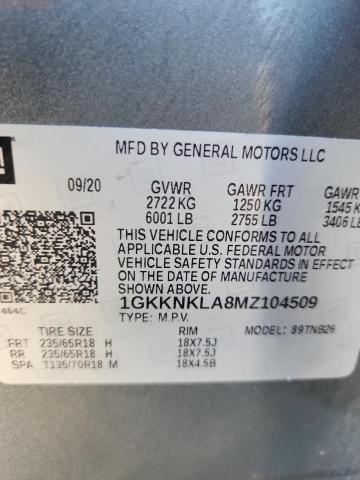 MFD BY GENERAL MOTORS LLC
09/20 GVWR GAWR FRT GAWR
2722 KG 1250 KG 1545 K
6001 LB 2755 LB 3406 LB
THIS VEHICLE CONFORMS TO ALL
APPLICABLE U.S. FEDERAL MOTOR
VEHICLE SAFETY STANDARDS IN EFFECT
ON THE DATE OF MANUFACTURE
SHOWN ABOVE.
1GKKNKLA8MZ104509
464C TYPE: M.P.V. MODEL: 89TNB26
TIRE SIZE RIM
FRT 235/65R18 H 18X7.5J
RR 235/65R18 H 18X7.5J
SPA T135/70R18 M 18X4.5B